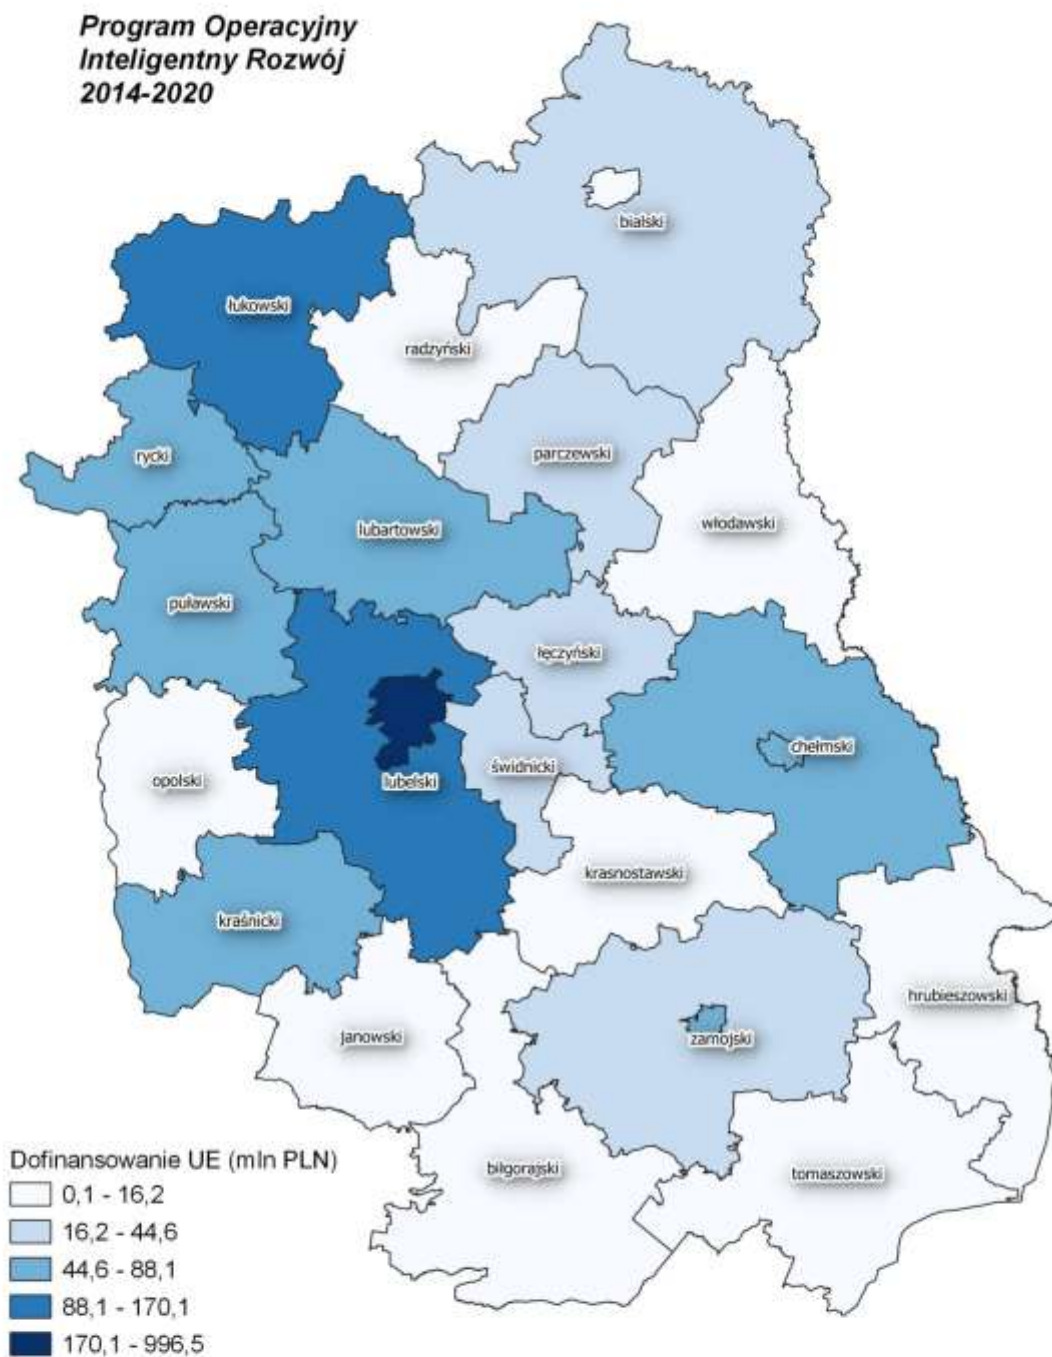 Program Operacyjny
Inteligentny Rozwój
2014-2020
bialski
łukowski
radzyński
rycki
parczewski
lubartowski
włodawski
puławski
łęczyński
chełmski
świdnicki
opolski
lubelski
krasnostawski
kraśnicki
hrubieszowski
janowski
zamojski
biłgorajski
tomaszowski
Dofinansowanie UE (mln PLN)
0,1 - 16,2
16,2 - 44,6
44,6 - 88,1
88,1 - 170,1
170,1 - 996,5